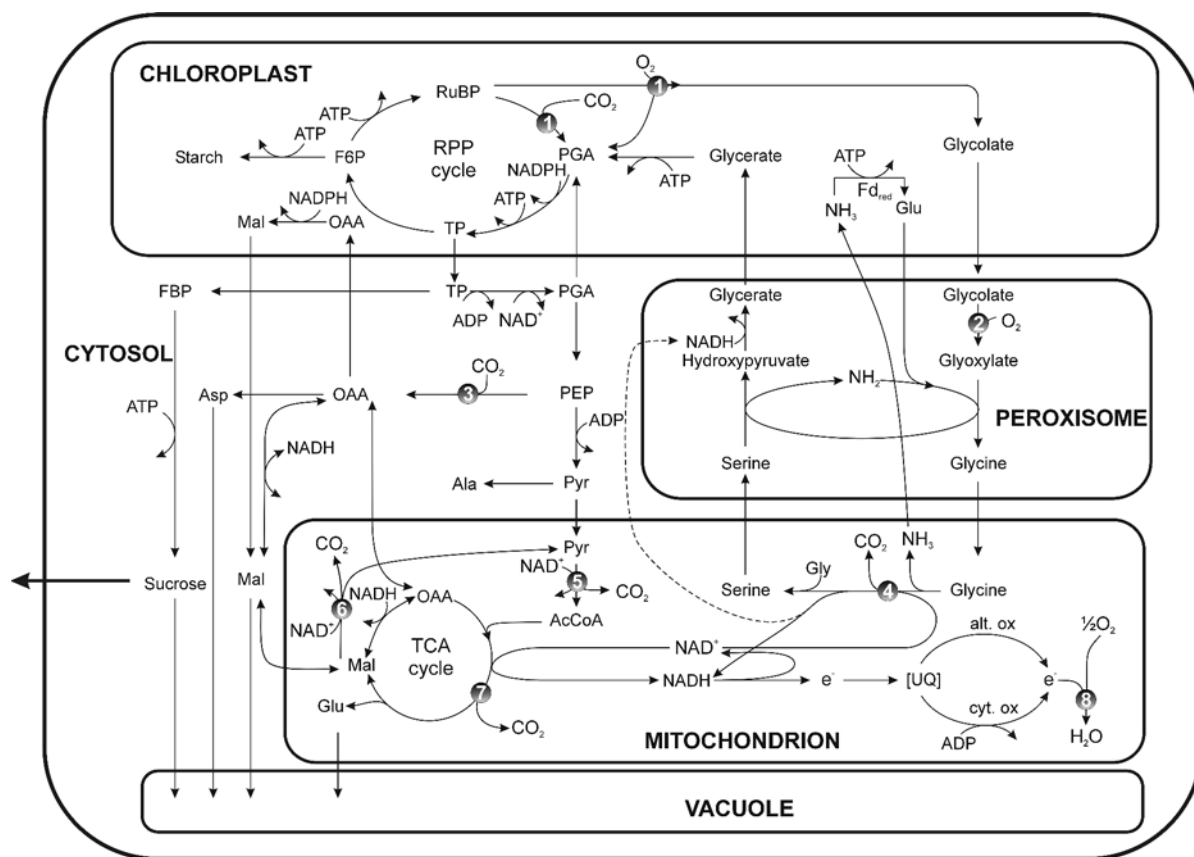 CHLOROPLAST
O2
1
RuBP
1
CO2
ATP
ATP
Starch
F6P
RPP
cycle
PGA
Glycerate
Glycolate
NADPH
ATP
ATP
ATP
Fdred
NH3
Glu
NADPH
Mal
OAA
TP
FBP
TP
PGA
ADP
NAD+
Glycerate
Glycolate
NADH
2
O2
Hydroxypyruvate
Glyoxylate
CYTOSOL
CO2
3
NH2
ATP
Asp
OAA
PEP
ADP
PEROXISOME
NADH
Serine
Glycine
Ala
Pyr
CO2
Pyr
NAD+
CO2
NH3
Sucrose
Mal
NADH
5
CO2
Serine
Gly
4
Glycine
6
OAA
NAD+
AcCoA
½O2
alt. ox
TCA
cycle
NAD+
Mal
NADH
e-
[UQ]
e-
Glu
7
8
CO2
cyt. ox
ADP
H2O
MITOCHONDRION
VACUOLE